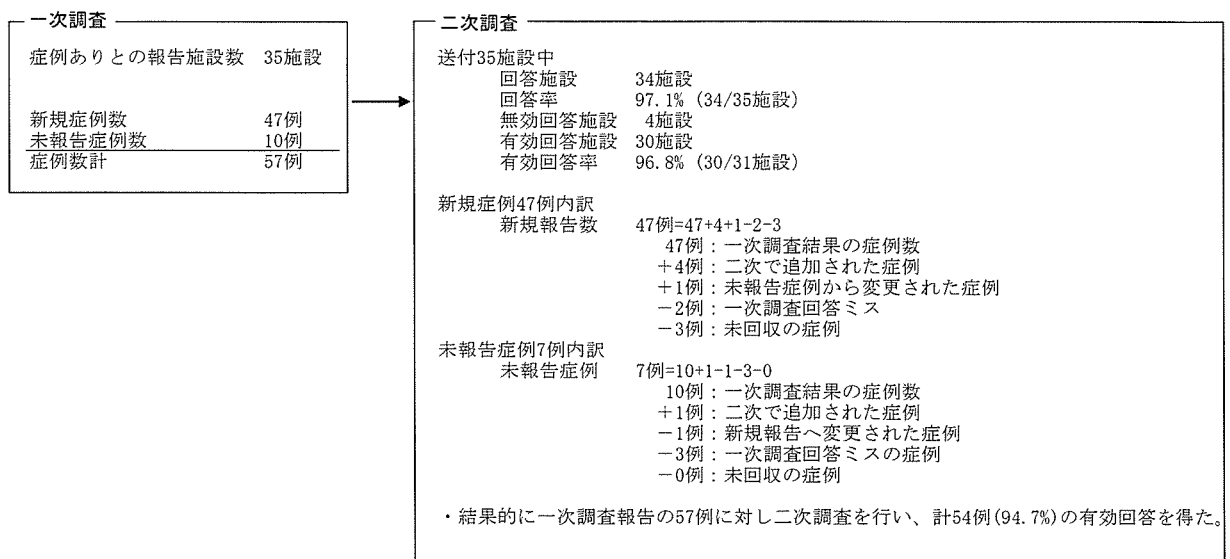 一次調査
症例ありとの報告施設数 35施設
新規症例数 47例
未報告症例数 10例
症例数計 57例
二次調査
送付35施設中
回答施設 34施設
回答率 97.1% (34/35施設)
無効回答施設 4施設
有効回答施設 30施設
有効回答率 96.8% (30/31施設)
新規症例47例内訳
新規報告数 47例=47+4+1-2-3
47例：一次調査結果の症例数
+4例：二次で追加された症例
+1例：未報告症例から変更された症例
-2例：一次調査回答ミス
-3例：未回収の症例
未報告症例7例内訳
未報告症例 7例=10+1-1-3-0
10例：一次調査結果の症例数
+1例：二次で追加された症例
-1例：新規報告へ変更された症例
-3例：一次調査回答ミスの症例
-0例：未回収の症例
・結果的に一次調査報告の57例に対し二次調査を行い、計54例(94.7%)の有効回答を得た。